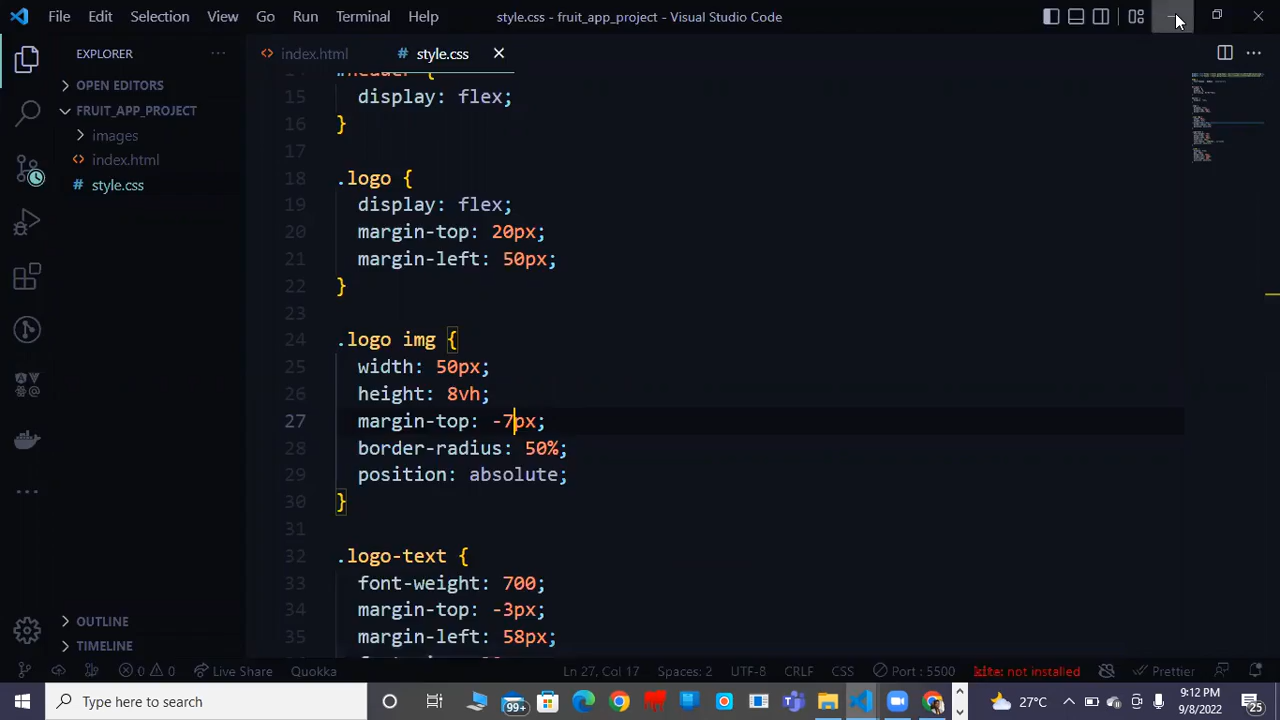 File Edit Selection View Go Run Terminal Help style.css - fruit_app_project - Visual Studio Code
EXPLORER
index.html
# style.css
OPEN EDITORS
FRUIT_APP_PROJECT
images
index.html
# style.css
OUTLINE
TIMELINE
15 display: flex;
16 }
17
18 .logo {
19 display: flex;
20 margin-top: 20px;
21 margin-left: 50px;
22 }
23
24 .logo img {
25 width: 50px;
26 height: 8vh;
27 margin-top: -7px;
28 border-radius: 50%;
29 position: absolute;
30 }
31
32 .logo-text {
33 font-weight: 700;
34 margin-top: -3px;
35 margin-left: 58px;
0 0 Live Share Quokka Ln 27, Col 17 Spaces: 2 UTF-8 CRLF CSS Port : 5500 kite: not installed Prettier
Type here to search 99+ 27°C 9:12 PM
9/8/2022 25